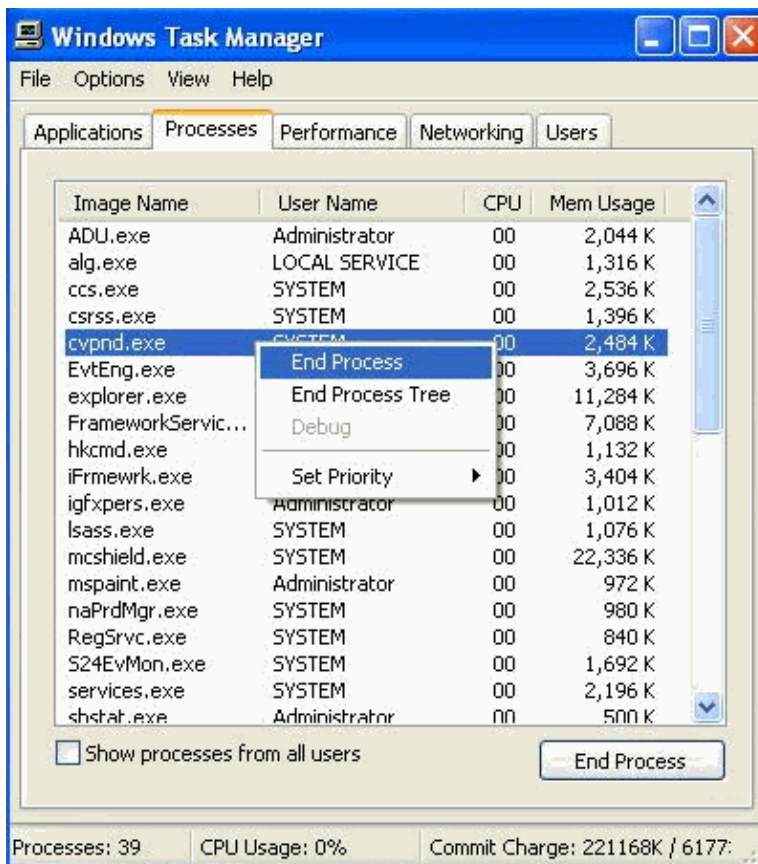 Windows Task Manager
File Options View Help
Applications Processes Performance Networking Users
Image Name User Name CPU Mem Usage
ADU.exe Administrator 00 2,044 K
alg.exe LOCAL SERVICE 00 1,316 K
ccs.exe SYSTEM 00 2,536 K
csrss.exe SYSTEM 00 1,396 K
cvpnd.exe SYSTEM 00 2,484 K
End Process
EvtEng.exe 00 3,696 K
explorer.exe End Process Tree 00 11,284 K
FrameworkServic... Debug 00 7,088 K
hkcmd.exe 00 1,132 K
iFrmewrk.exe Set Priority 00 3,404 K
igfxpers.exe Administrator 00 1,012 K
lsass.exe SYSTEM 00 1,076 K
mcshield.exe SYSTEM 00 22,336 K
mspaint.exe Administrator 00 972 K
naPrdMgr.exe SYSTEM 00 980 K
RegSrvc.exe SYSTEM 00 840 K
S24EvMon.exe SYSTEM 00 1,692 K
services.exe SYSTEM 00 2,196 K
shstat.exe Administrator 00 500 K
Show processes from all users End Process
Processes: 39 CPU Usage: 0% Commit Charge: 221168K / 6177